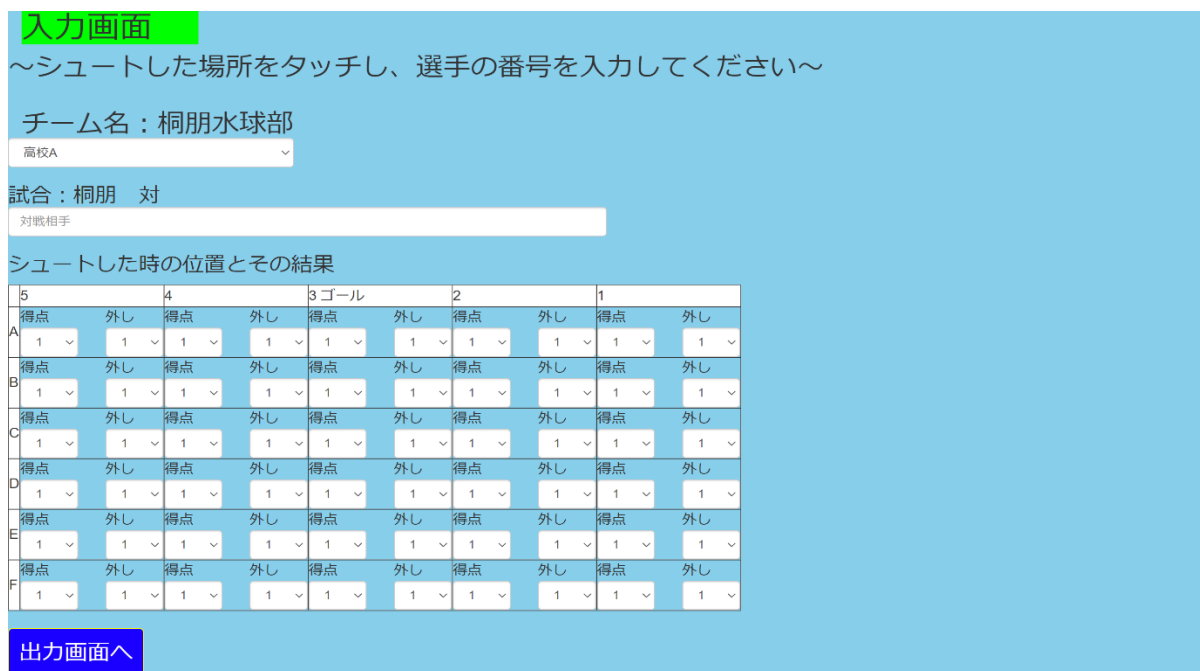 入力画面
～シュートした場所をタッチし、選手の番号を入力してください～
チーム名：桐朋水球部
高校A
試合：桐朋　対
対戦相手
シュートした時の位置とその結果
5 4 3 ゴール 2 1
得点 外し 得点 外し 得点 外し 得点 外し 得点 外し
A 1 1 1 1 1 1 1 1 1 1
得点 外し 得点 外し 得点 外し 得点 外し 得点 外し
B 1 1 1 1 1 1 1 1 1 1
得点 外し 得点 外し 得点 外し 得点 外し 得点 外し
C 1 1 1 1 1 1 1 1 1 1
得点 外し 得点 外し 得点 外し 得点 外し 得点 外し
D 1 1 1 1 1 1 1 1 1 1
得点 外し 得点 外し 得点 外し 得点 外し 得点 外し
E 1 1 1 1 1 1 1 1 1 1
得点 外し 得点 外し 得点 外し 得点 外し 得点 外し
F 1 1 1 1 1 1 1 1 1 1
出力画面へ